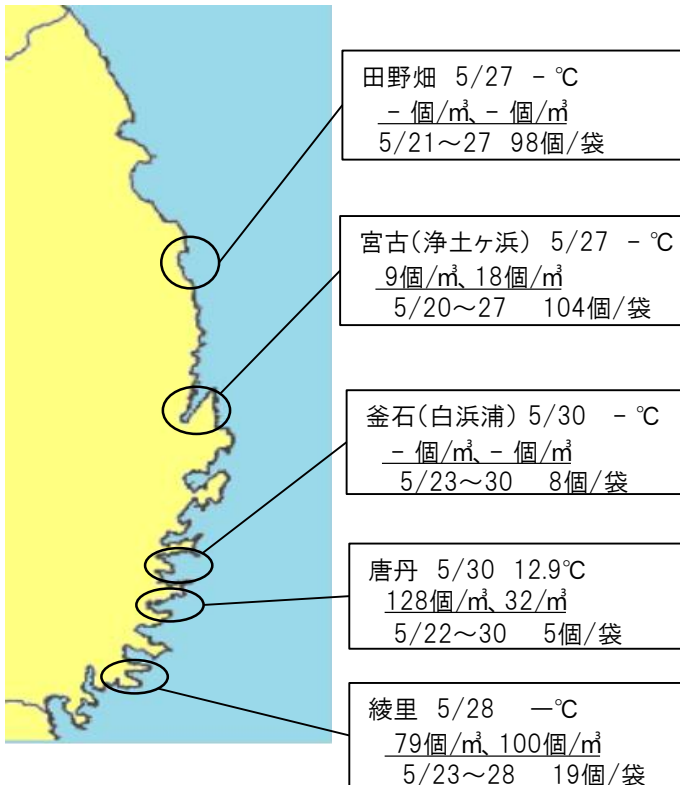 田野畑 5/27 - ℃
- 個/㎥、- 個/㎥
5/21～27 98個/袋
宮古(浄土ヶ浜) 5/27 - ℃
9個/㎥、18個/㎥
5/20～27 104個/袋
釜石(白浜浦) 5/30 - ℃
- 個/㎥、- 個/㎥
5/23～30 8個/袋
唐丹 5/30 12.9℃
128個/㎥、32/㎥
5/22～30 5個/袋
綾里 5/28 ―℃
79個/㎥、100個/㎥
5/23～28 19個/袋